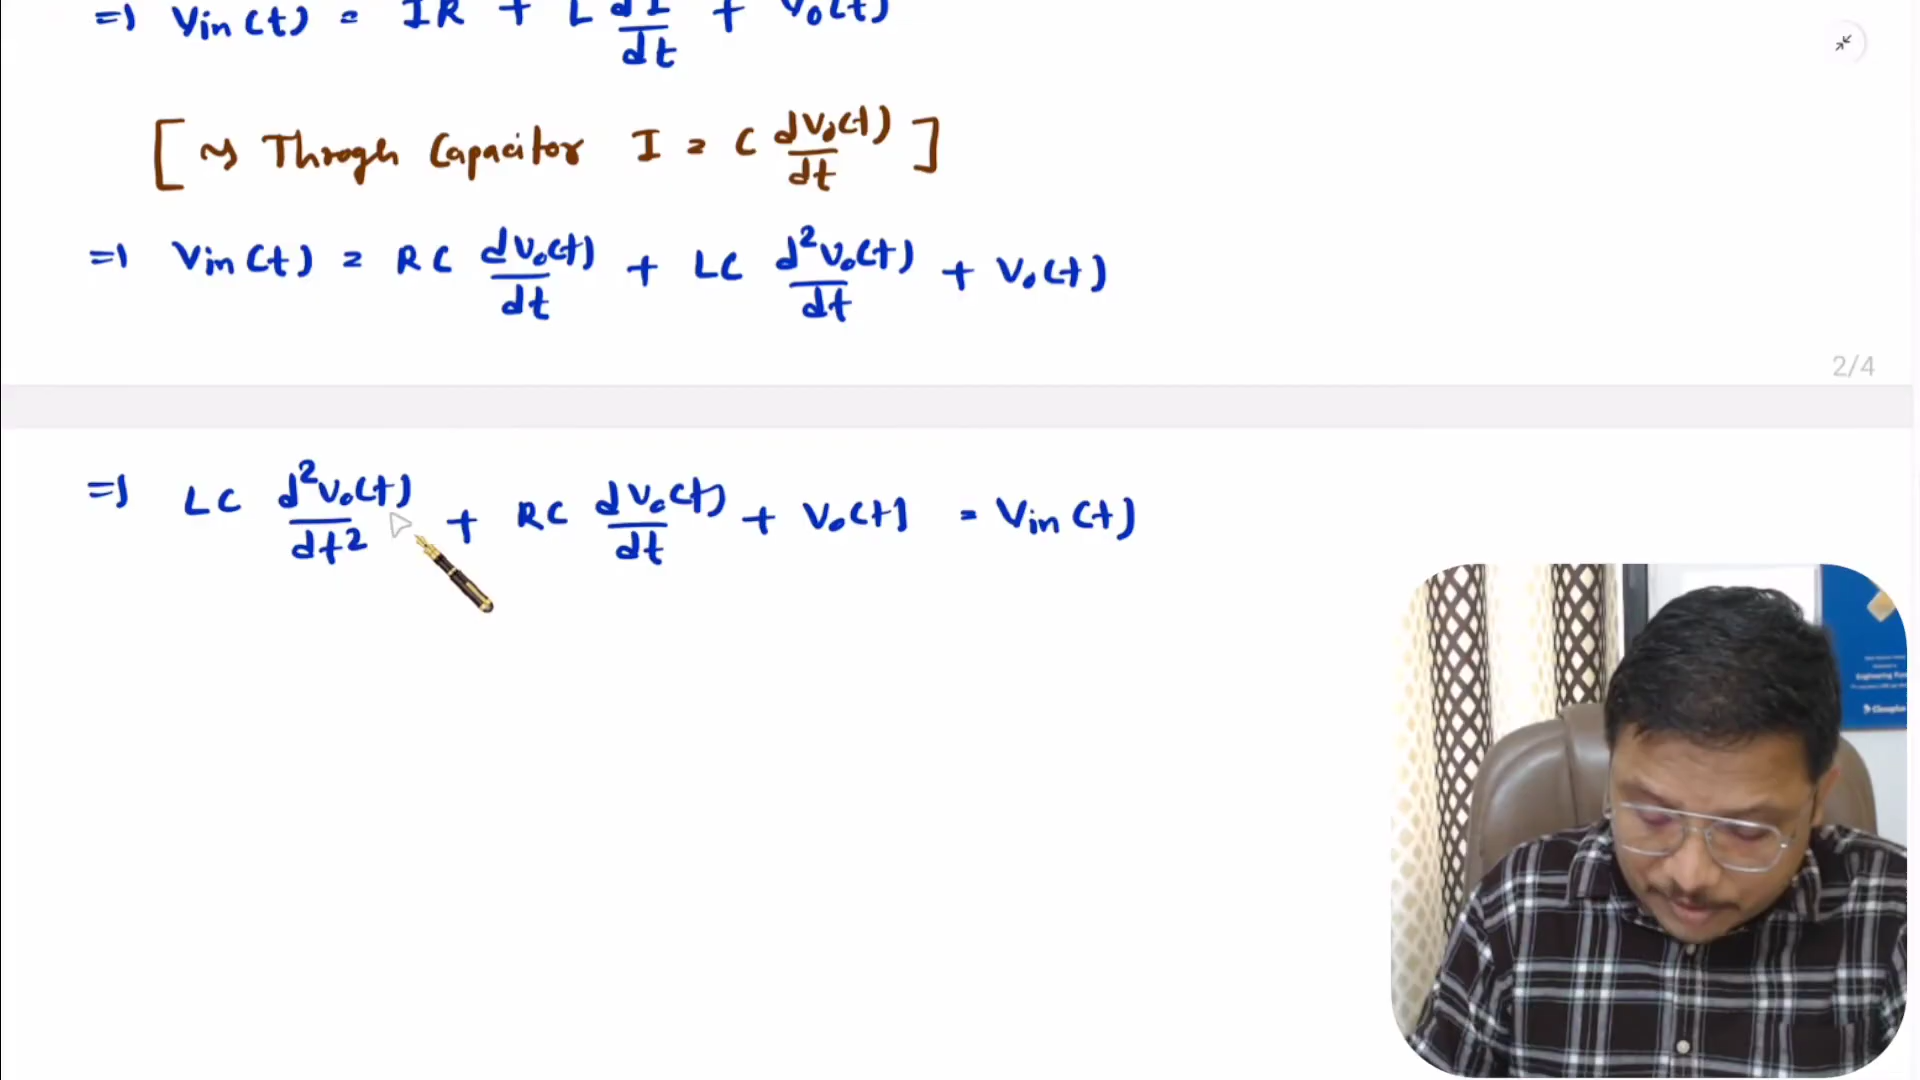 => Vin(t) = IR + L dI/dt + Vo(t)
[ ~> Throgh Capacitor I = C dVo(t)/dt ]
=> Vin(t) = RC dVo(t)/dt + LC d²Vo(t)/dt + Vo(t)
2/4
=> LC d²Vo(t)/dt² + RC dVo(t)/dt + Vo(t) = Vin(t)